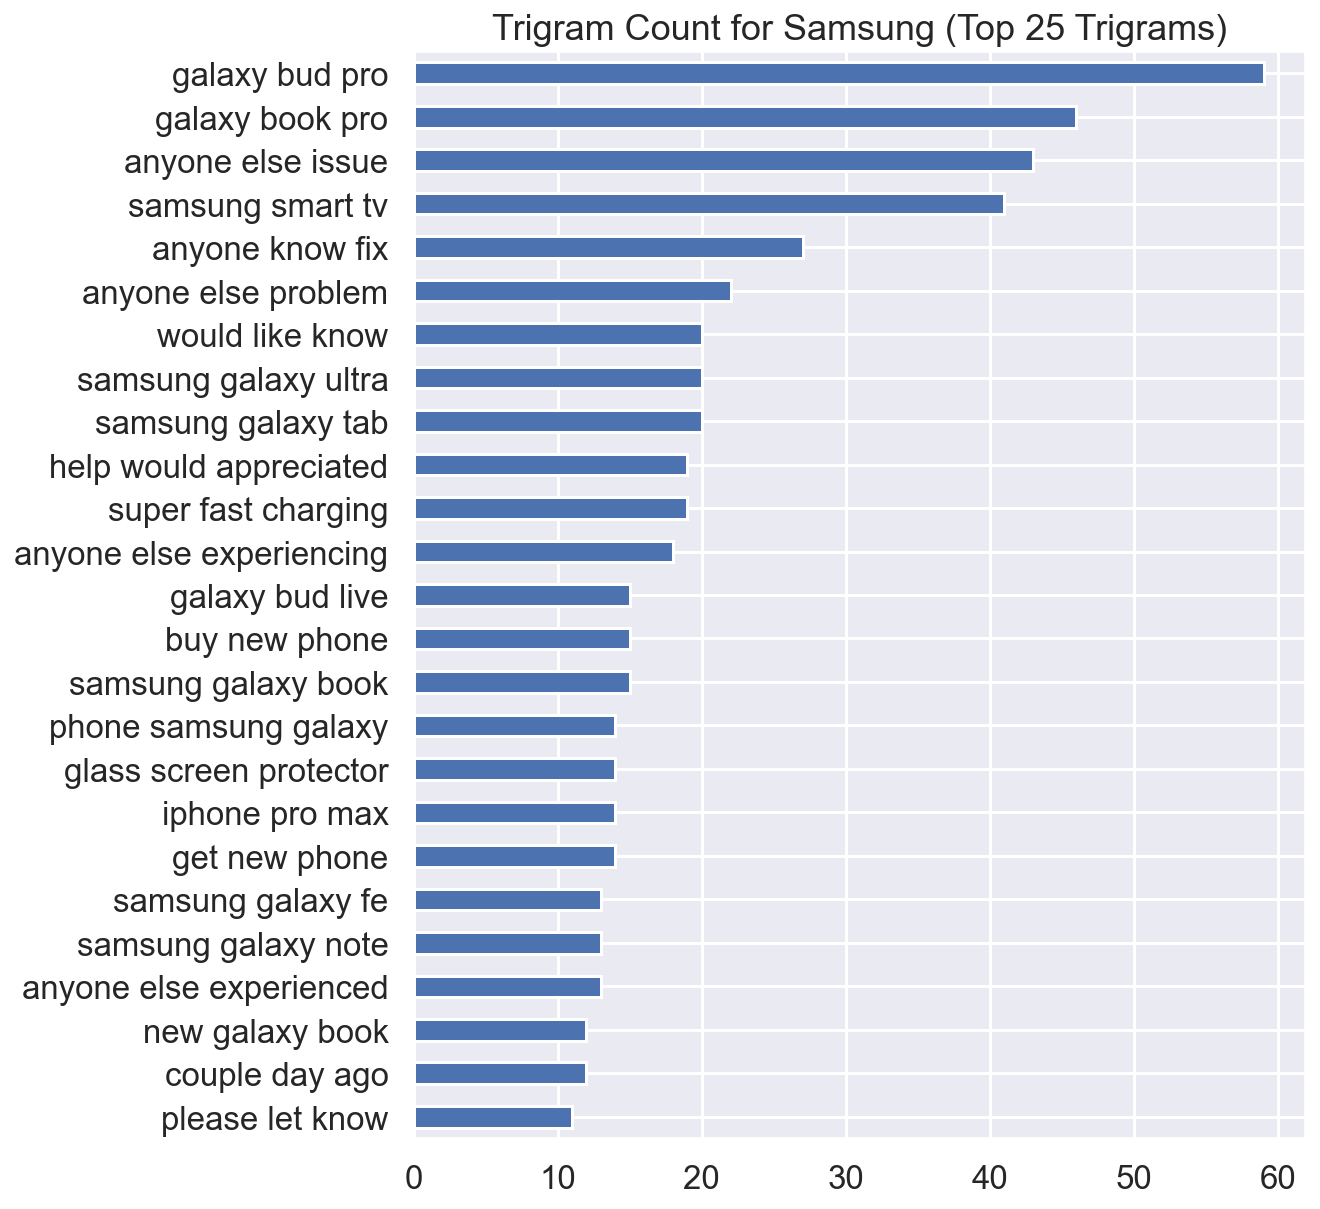 Trigram Count for Samsung (Top 25 Trigrams)
galaxy bud pro
galaxy book pro
anyone else issue
samsung smart tv
anyone know fix
anyone else problem
would like know
samsung galaxy ultra
samsung galaxy tab
help would appreciated
super fast charging
anyone else experiencing
galaxy bud live
buy new phone
samsung galaxy book
phone samsung galaxy
glass screen protector
iphone pro max
get new phone
samsung galaxy fe
samsung galaxy note
anyone else experienced
new galaxy book
couple day ago
please let know
0 10 20 30 40 50 60